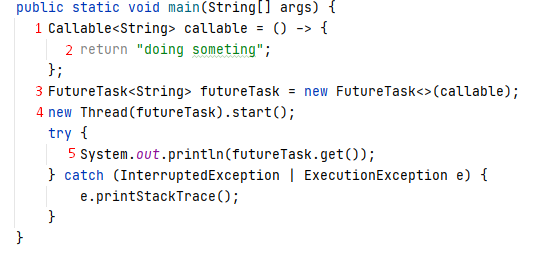 public static void main(String[] args) {
1 Callable<String> callable = () -> {
2 return "doing someting";
};
3 FutureTask<String> futureTask = new FutureTask<>(callable);
4 new Thread(futureTask).start();
try {
5 System.out.println(futureTask.get());
} catch (InterruptedException | ExecutionException e) {
e.printStackTrace();
}
}